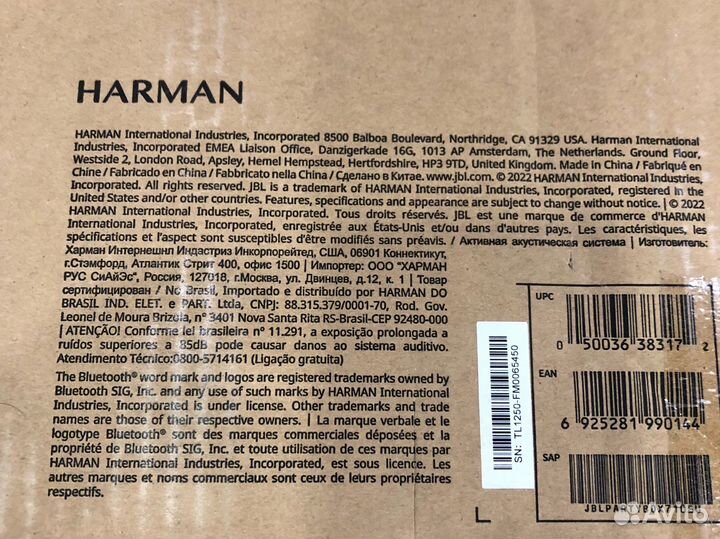 HARMAN
HARMAN International Industries, Incorporated 8500 Balboa Boulevard, Northridge, CA 91329 USA. Harman International
Industries, Incorporated EMEA Liaison Office, Danzigerkade 16G, 1013 AP Amsterdam, The Netherlands. Ground Floor,
Westside 2, London Road, Apsley, Hemel Hempstead, Hertfordshire, HP3 9TD, United Kingdom. Made in China / Fabriqué en
Chine / Fabricado en China / Fabbricato nella China / Сделано в Китае. www.jbl.com. © 2022 HARMAN International Industries,
Incorporated. All rights reserved. JBL is a trademark of HARMAN International Industries, Incorporated, registered in the
United States and/or other countries. Features, specifications and appearance are subject to change without notice. | © 2022
HARMAN International Industries, Incorporated. Tous droits réservés. JBL est une marque de commerce d'HARMAN
International Industries, Incorporated, enregistrée aux États-Unis et/ou dans d'autres pays. Les caractéristiques, les
spécifications et l'aspect sont susceptibles d'être modifiés sans préavis. / Активная акустическая система | Изготовитель:
Харман Интернешнл Индастриз Инкорпорейтед, США, 06901 Коннектикут,
г.Стэмфорд, Атлантик Стрит 400, офис 1500 | Импортер: ООО "ХАРМАН
РУС СиАйЭс", Россия, 127018, г.Москва, ул. Двинцев, д.12, к. 1 | Товар
сертифицирован / No Brasil, Importado e distribuído por HARMAN DO
BRASIL IND. ELET. e PART. Ltda, CNPJ: 88.315.379/0001-70, Rod. Gov.
Leonel de Moura Brizola, n° 3401 Nova Santa Rita RS-Brasil-CEP 92480-000
| ATENÇÃO! Conforme lei brasileira n° 11.291, a exposição prolongada a
ruídos superiores a 85dB pode causar danos ao sistema auditivo.
Atendimento Técnico:0800-5714161 (Ligação gratuita)
The Bluetooth® word mark and logos are registered trademarks owned by
Bluetooth SIG, Inc. and any use of such marks by HARMAN International
Industries, Incorporated is under license. Other trademarks and trade
names are those of their respective owners. | La marque verbale et le
logotype Bluetooth® sont des marques commerciales déposées et la
propriété de Bluetooth SIG, Inc. et toute utilisation de ces marques par
HARMAN International Industries, Incorporated, est sous licence. Les
autres marques et noms commerciaux sont ceux de leurs propriétaires
respectifs.
SN: TL1250-FM0065450
UPC
0 50036 38317 2
EAN
6 925281 990144
SAP
L
Avito